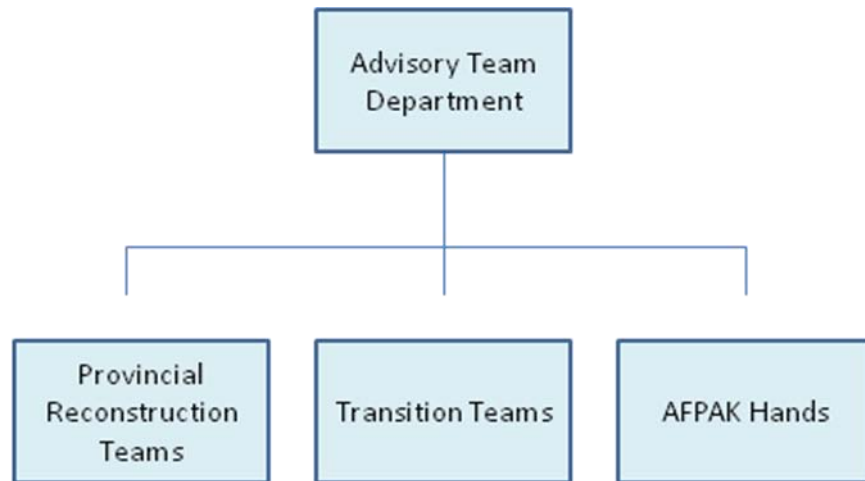 Advisory Team
Department
Provincial
Reconstruction
Teams
Transition Teams
AFPAK Hands